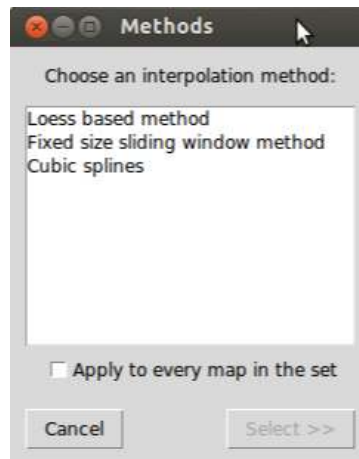 Methods
Choose an interpolation method:
Loess based method
Fixed size sliding window method
Cubic splines
Apply to every map in the set
Cancel
Select >>